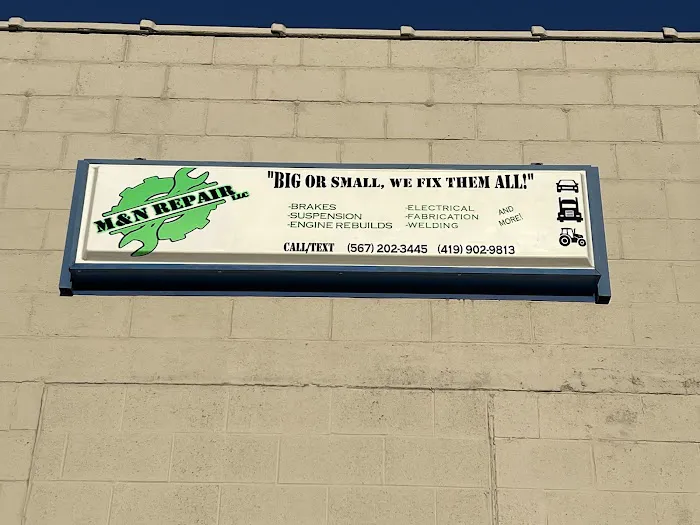 M&N REPAIR LLC
"BIG OR SMALL, WE FIX THEM ALL!"
-BRAKES
-SUSPENSION
-ENGINE REBUILDS
-ELECTRICAL
-FABRICATION
-WELDING
AND
MORE!
CALL/TEXT (567) 202-3445 (419) 902-9813